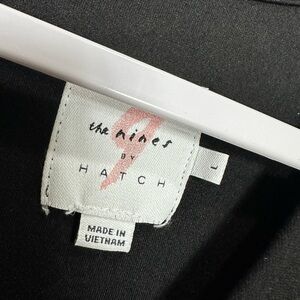 the nines
BY
HATCH
L
MADE IN
VIETNAM